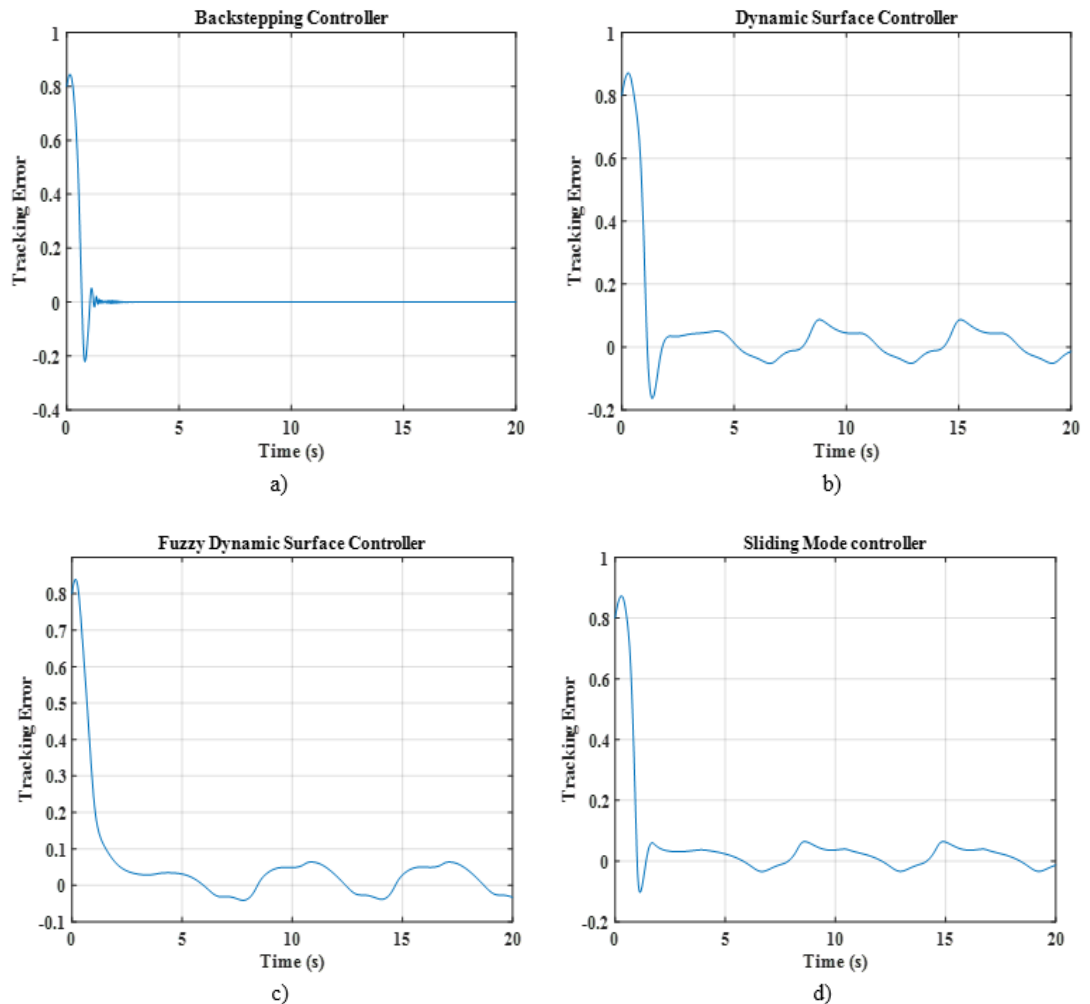 Backstepping Controller
1
0.8
0.6
0.4
0.2
0
-0.2
-0.4
Tracking Error
0 5 10 15 20
Time (s)
a)
Dynamic Surface Controller
1
0.8
0.6
0.4
0.2
0
-0.2
Tracking Error
0 5 10 15 20
Time (s)
b)
Fuzzy Dynamic Surface Controller
0.8
0.7
0.6
0.5
0.4
0.3
0.2
0.1
0
-0.1
Tracking Error
0 5 10 15 20
Time (s)
c)
Sliding Mode controller
1
0.8
0.6
0.4
0.2
0
-0.2
Tracking Error
0 5 10 15 20
Time (s)
d)